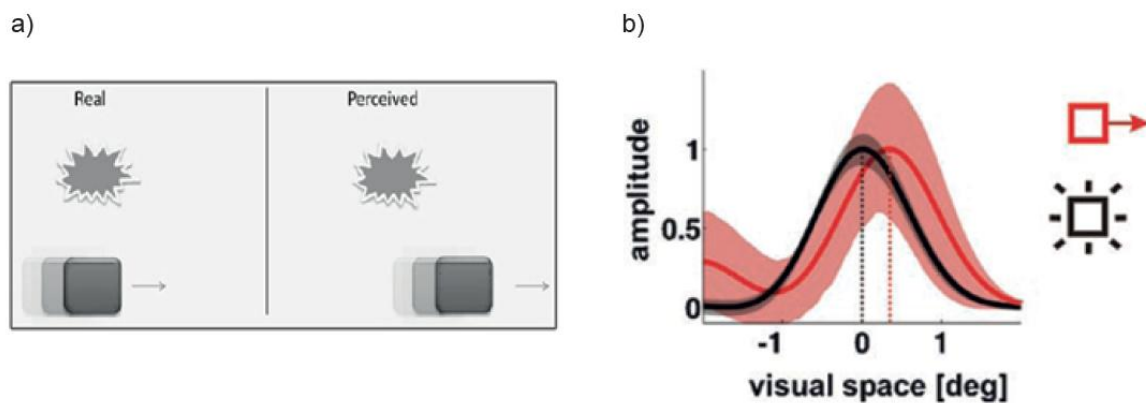 a)
Real
Perceived
b)
amplitude
1
0.5
0
-1
0
1
visual space [deg]